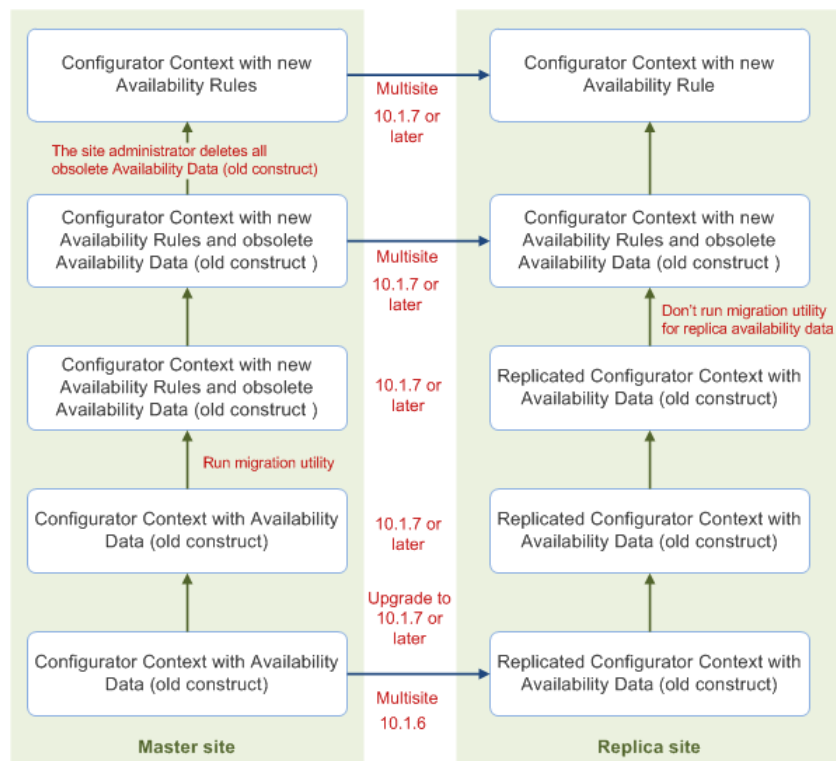 Configurator Context with new
Availability Rules
Multisite
10.1.7 or
later
Configurator Context with new
Availability Rule
The site administrator deletes all
obsolete Availability Data (old construct)
Configurator Context with new
Availability Rules and obsolete
Availability Data (old construct )
Multisite
10.1.7 or
later
Configurator Context with new
Availability Rules and obsolete
Availability Data (old construct )
Don't run migration utility
for replica availability data
Configurator Context with new
Availability Rules and obsolete
Availability Data (old construct )
10.1.7 or
later
Replicated Configurator Context with
Availability Data (old construct)
Run migration utility
Configurator Context with Availability
Data (old construct)
10.1.7 or
later
Replicated Configurator Context with
Availability Data (old construct)
Upgrade to
10.1.7 or
later
Configurator Context with Availability
Data (old construct)
Multisite
10.1.6
Replicated Configurator Context with
Availability Data (old construct)
Master site
Replica site